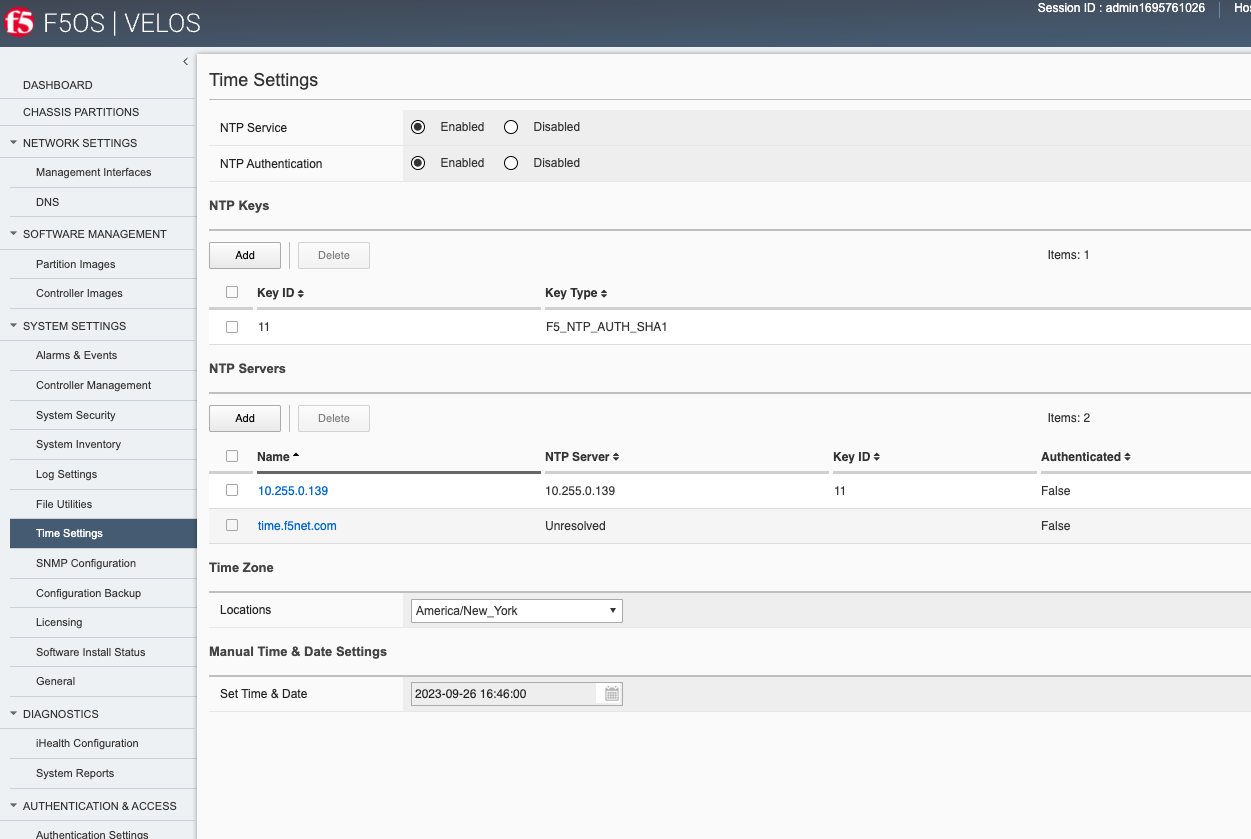 f5 F5OS | VELOS
Session ID : admin1695761026
DASHBOARD
CHASSIS PARTITIONS
NETWORK SETTINGS
Management Interfaces
DNS
SOFTWARE MANAGEMENT
Partition Images
Controller Images
SYSTEM SETTINGS
Alarms & Events
Controller Management
System Security
System Inventory
Log Settings
File Utilities
Time Settings
SNMP Configuration
Configuration Backup
Licensing
Software Install Status
General
DIAGNOSTICS
iHealth Configuration
System Reports
AUTHENTICATION & ACCESS
Authentication Settings
Time Settings
NTP Service Enabled Disabled
NTP Authentication Enabled Disabled
NTP Keys
Add Delete Items: 1
Key ID Key Type
11 F5_NTP_AUTH_SHA1
NTP Servers
Add Delete Items: 2
Name NTP Server Key ID Authenticated
10.255.0.139 10.255.0.139 11 False
time.f5net.com Unresolved False
Time Zone
Locations America/New_York
Manual Time & Date Settings
Set Time & Date 2023-09-26 16:46:00